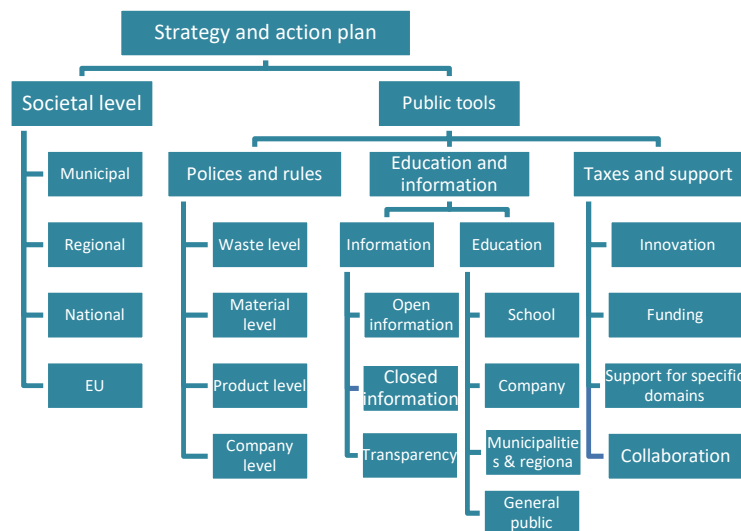 Strategy and action plan
Societal level
Public tools
Municipal
Regional
National
EU
Polices and rules
Waste level
Material
level
Product level
Company
level
Education and
information
Information
Open
information
Closed
information
Transparency
Education
School
Company
Municipalitie
s & regiona
General
public
Taxes and support
Innovation
Funding
Support for specific
domains
Collaboration